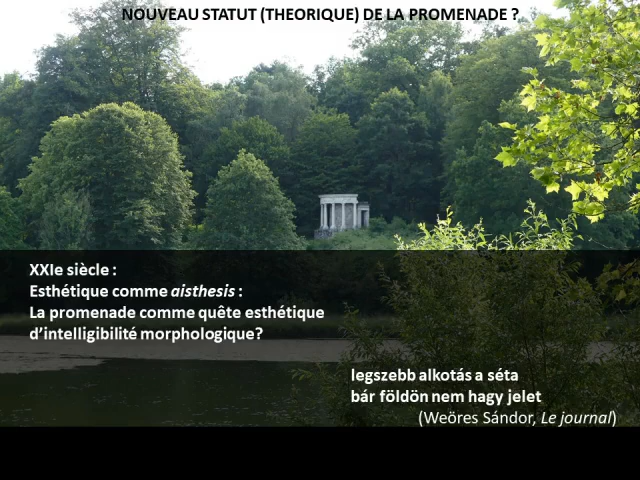 NOUVEAU STATUT (THEORIQUE) DE LA PROMENADE ?
XXIe siècle :
Esthétique comme aisthesis :
La promenade comme quête esthétique
d’intelligibilité morphologique?
legszebb alkotás a séta
bár földön nem hagy jelet
(Weöres Sándor, Le journal)